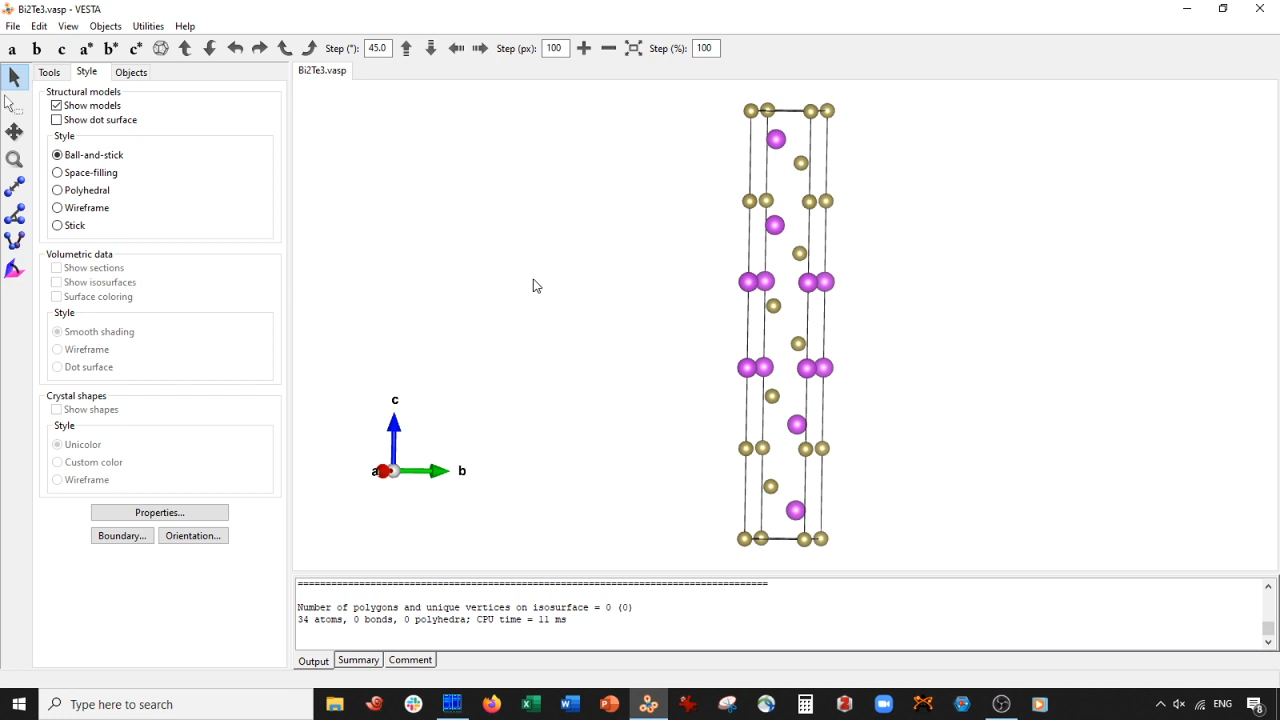 Bi2Te3.vasp - VESTA
File Edit View Objects Utilities Help
a b c a* b* c* Step (°): 45.0 Step (px): 100 Step (%): 100
Tools Style Objects
Bi2Te3.vasp
Structural models
Show models
Show dot surface
Style
Ball-and-stick
Space-filling
Polyhedral
Wireframe
Stick
Volumetric data
Show sections
Show isosurfaces
Surface coloring
Style
Smooth shading
Wireframe
Dot surface
Crystal shapes
Show shapes
Style
Unicolor
Custom color
Wireframe
Properties...
Boundary... Orientation...
c
a b
================================================================================
Number of polygons and unique vertices on isosurface = 0 (0)
34 atoms, 0 bonds, 0 polyhedra; CPU time = 11 ms
Output Summary Comment
Type here to search
ENG
8